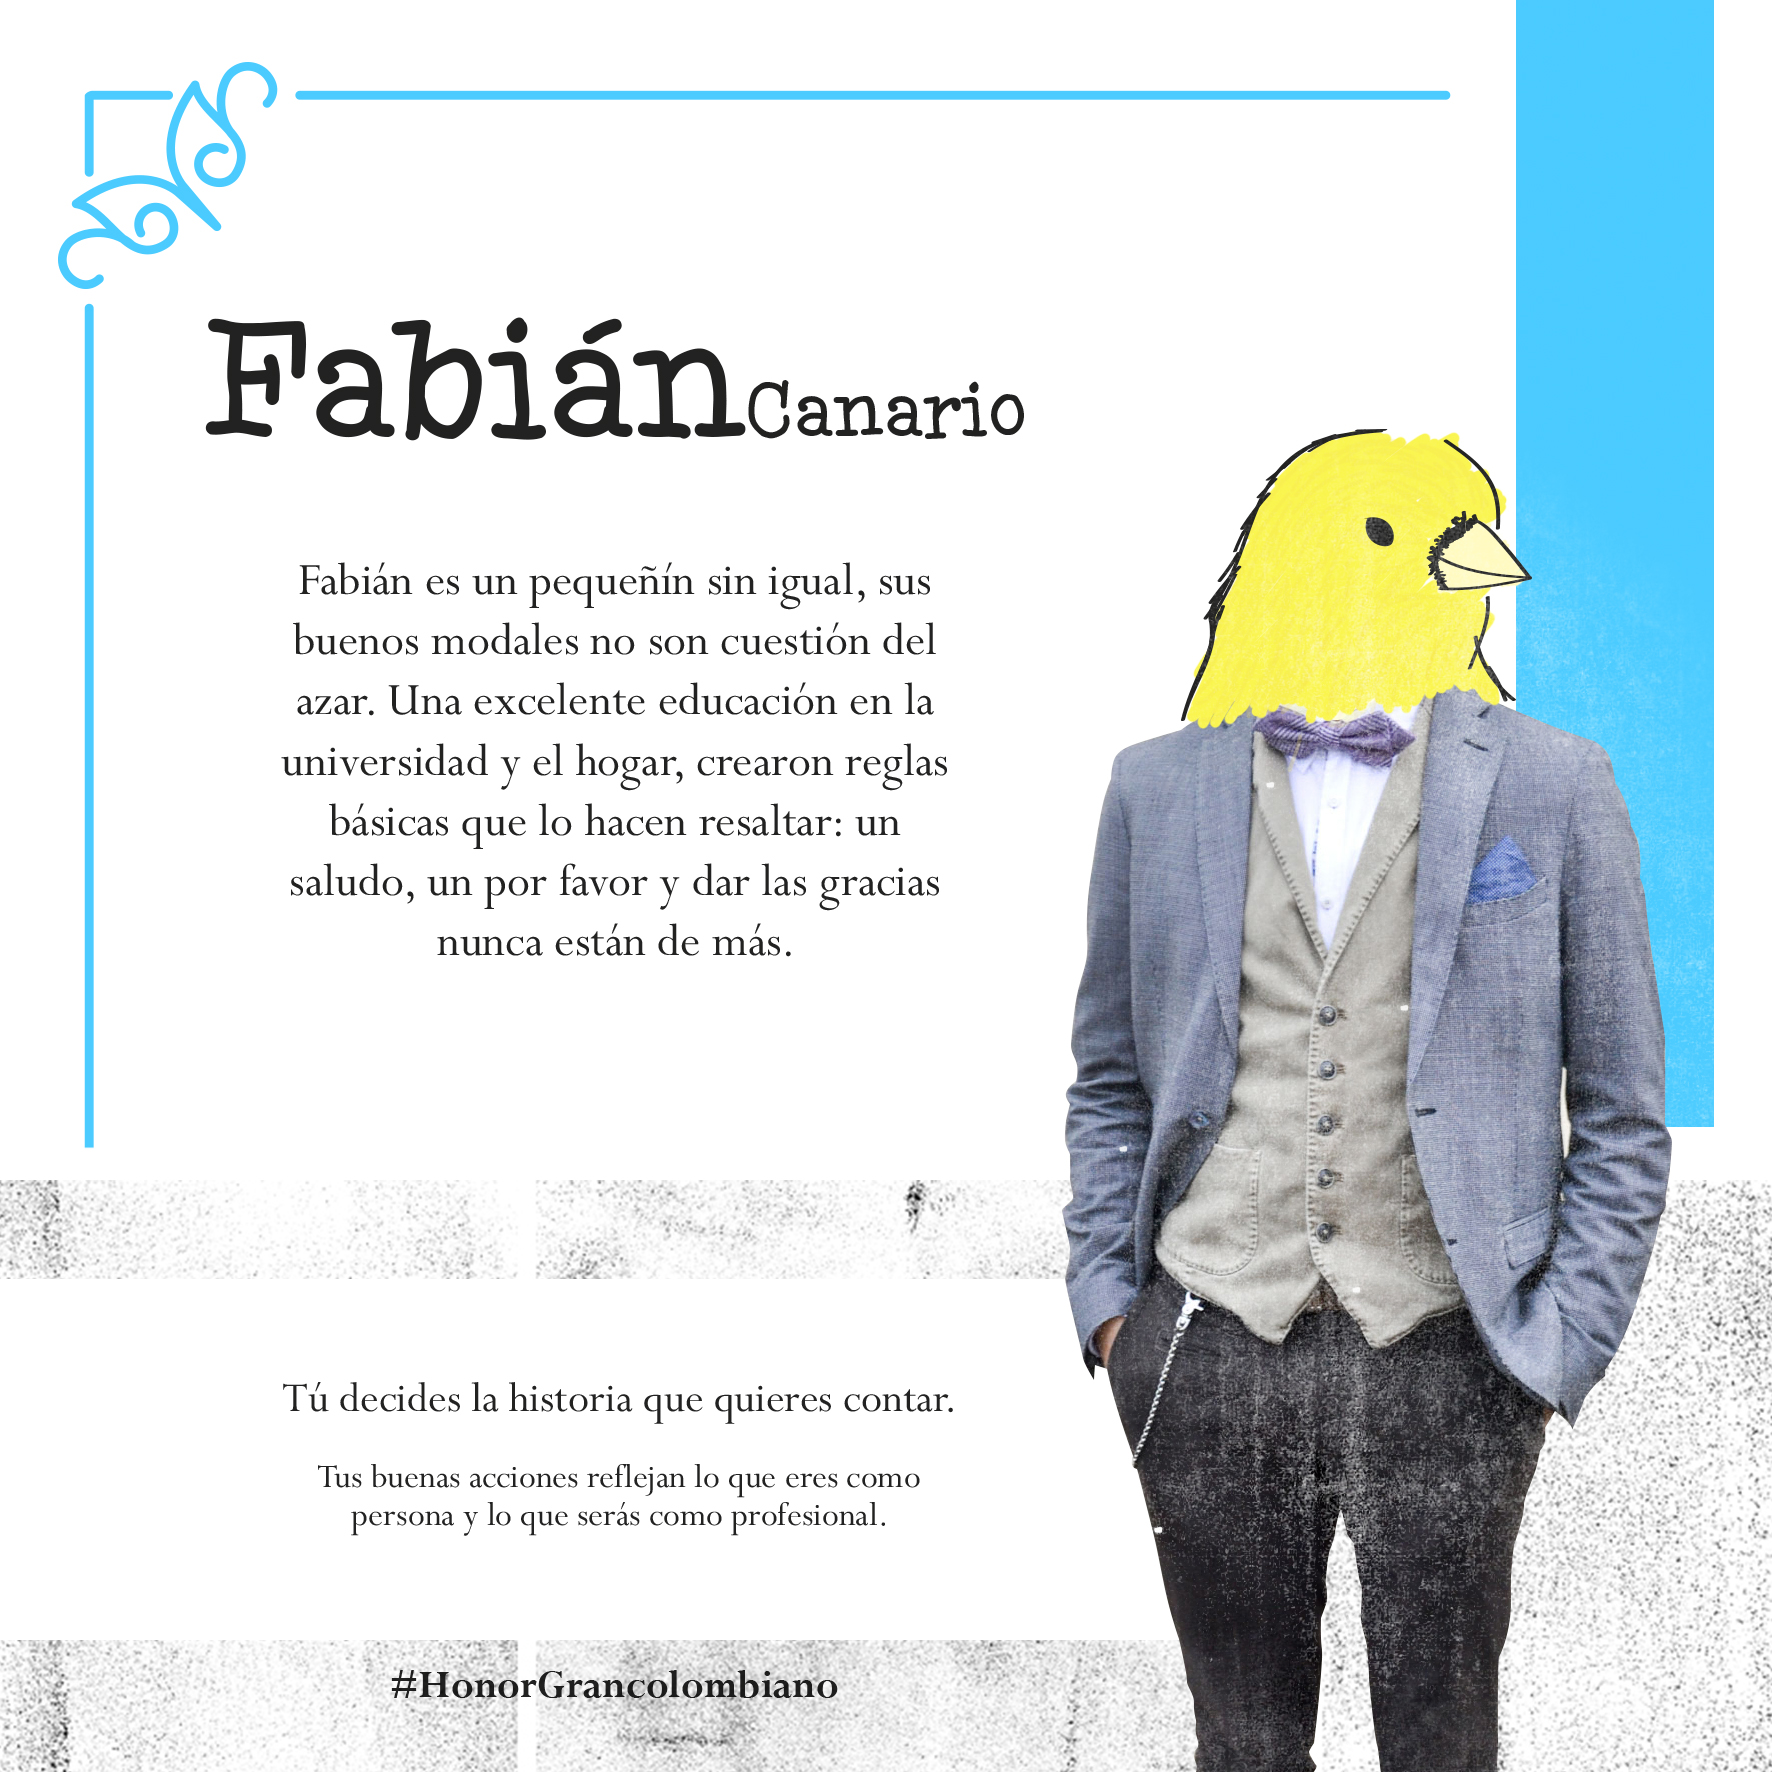 Fabián Canario
Fabián es un pequeñín sin igual, sus
buenos modales no son cuestión del
azar. Una excelente educación en la
universidad y el hogar, crearon reglas
básicas que lo hacen resaltar: un
saludo, un por favor y dar las gracias
nunca están de más.
Tú decides la historia que quieres contar.
Tus buenas acciones reflejan lo que eres como
persona y lo que serás como profesional.
#HonorGrancolombiano